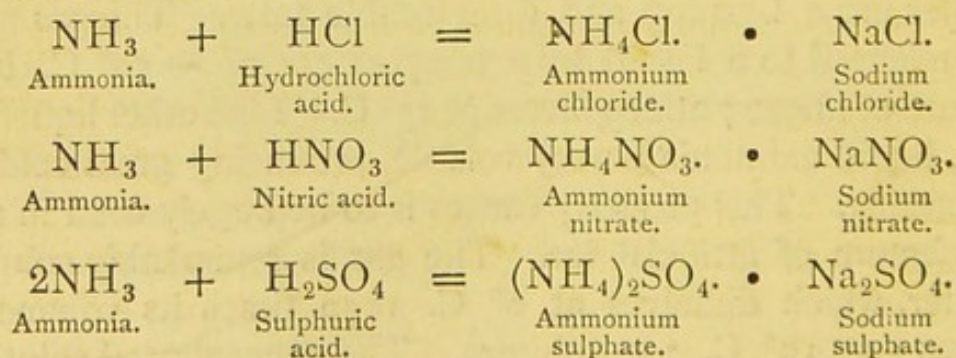 NH₃ + HCl = NH₄Cl. • NaCl.
Ammonia. Hydrochloric Ammonium Sodium
acid. chloride. chloride.
NH₃ + HNO₃ = NH₄NO₃. • NaNO₃.
Ammonia. Nitric acid. Ammonium Sodium
nitrate. nitrate.
2NH₃ + H₂SO₄ = (NH₄)₂SO₄. • Na₂SO₄.
Ammonia. Sulphuric Ammonium Sodium
acid. sulphate. sulphate.